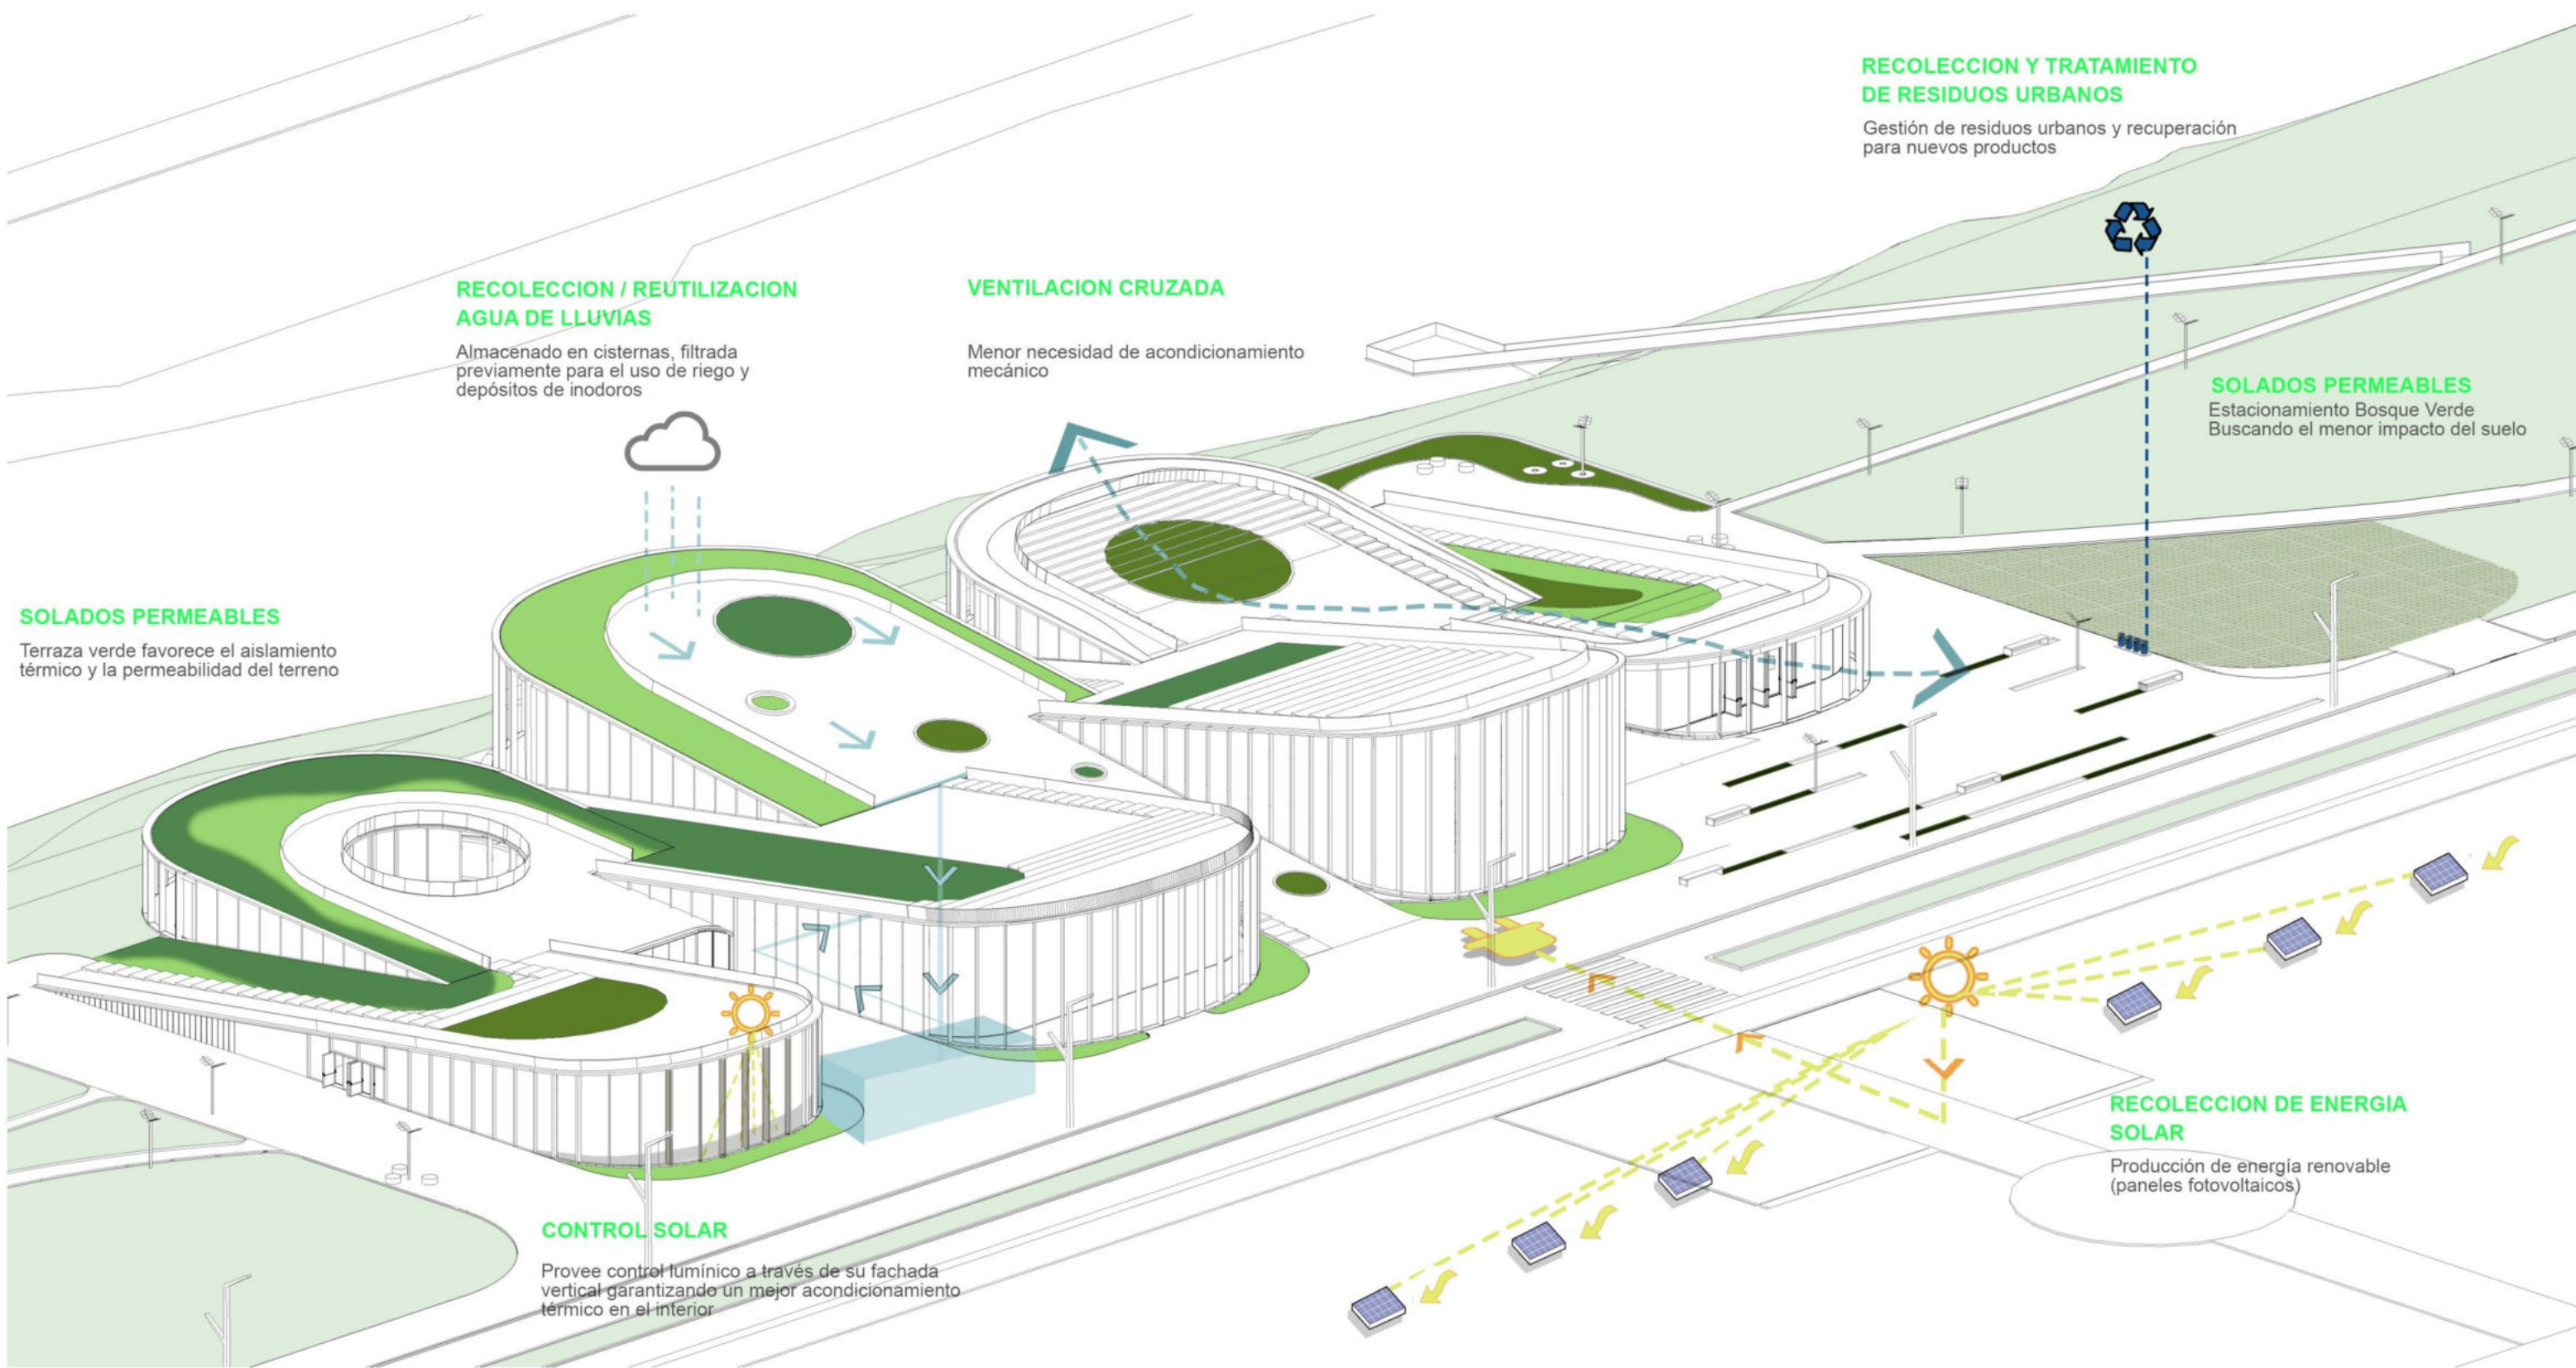 RECOLECCION Y TRATAMIENTO
DE RESIDUOS URBANOS
Gestión de residuos urbanos y recuperación
para nuevos productos
RECOLECCION / REUTILIZACION
AGUA DE LLUVIAS
Almacenado en cisternas, filtrada
previamente para el uso de riego y
depósitos de inodoros
VENTILACION CRUZADA
Menor necesidad de acondicionamiento
mecánico
SOLADOS PERMEABLES
Estacionamiento Bosque Verde
Buscando el menor impacto del suelo
SOLADOS PERMEABLES
Terraza verde favorece el aislamiento
térmico y la permeabilidad del terreno
RECOLECCION DE ENERGIA
SOLAR
Producción de energía renovable
(paneles fotovoltaicos)
CONTROL SOLAR
Provee control lumínico a través de su fachada
vertical garantizando un mejor acondicionamiento
térmico en el interior